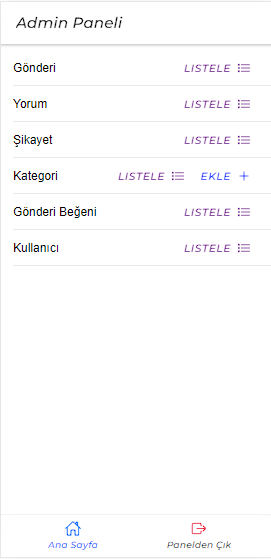 Admin Paneli
Gönderi LISTELE
Yorum LISTELE
Şikayet LISTELE
Kategori LISTELE EKLE
Gönderi Beğeni LISTELE
Kullanıcı LISTELE
Ana Sayfa Panelden Çık